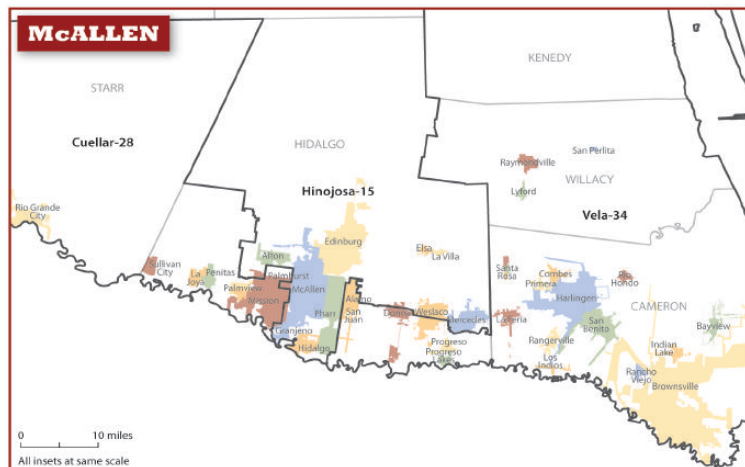 McALLEN
KENEDY
STARR
Cuellar-28
HIDALGO
San Perlita
Raymondville
WILLACY
Hinojosa-15
Lyford
Vela-34
Rio Grande
City
Edinburg
Elsa
La Villa
Alton
Sullivan
City
La
Joya
Penitas
Palmhurst
Palmview
Mission
McAllen
Santa
Rosa
Combes
Primera
Rio
Hondo
Harlingen
CAMERON
Alamo
San
Juan
Pharr
Donna
Weslaco
Mercedes
La Feria
San
Benito
Bayview
Granjeno
Hidalgo
Progreso
Progreso
Lakes
Rangerville
Los
Indios
Indian
Lake
Rancho
Viejo
Brownsville
0 10 miles
All insets at same scale